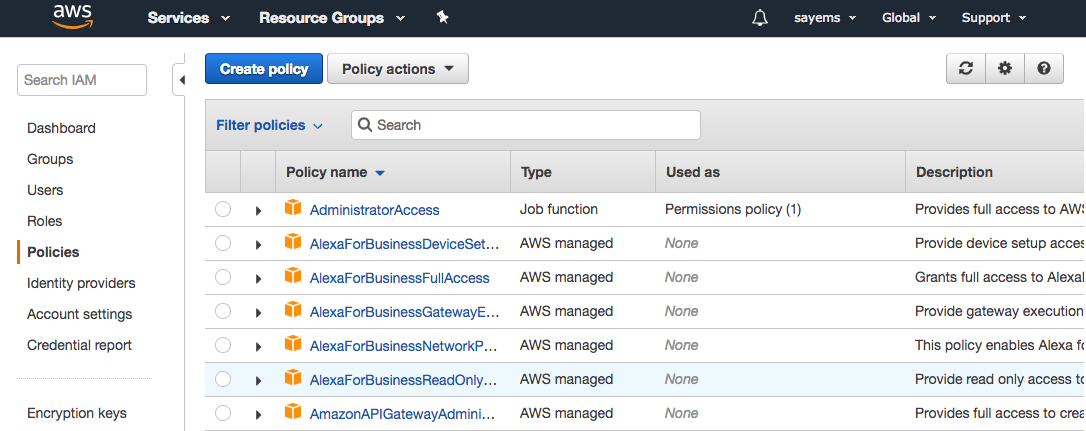 aws Services Resource Groups sayems Global Support
Search IAM
Dashboard
Groups
Users
Roles
Policies
Identity providers
Account settings
Credential report
Encryption keys
Create policy Policy actions
Filter policies Search
Policy name Type Used as Description
AdministratorAccess Job function Permissions policy (1) Provides full access to AWS
AlexaForBusinessDeviceSet... AWS managed None Provide device setup acce
AlexaForBusinessFullAccess AWS managed None Grants full access to Alexa
AlexaForBusinessGatewayE... AWS managed None Provide gateway execution
AlexaForBusinessNetworkP... AWS managed None This policy enables Alexa fo
AlexaForBusinessReadOnly... AWS managed None Provide read only access to
AmazonAPIGatewayAdmini... AWS managed None Provides full access to crea